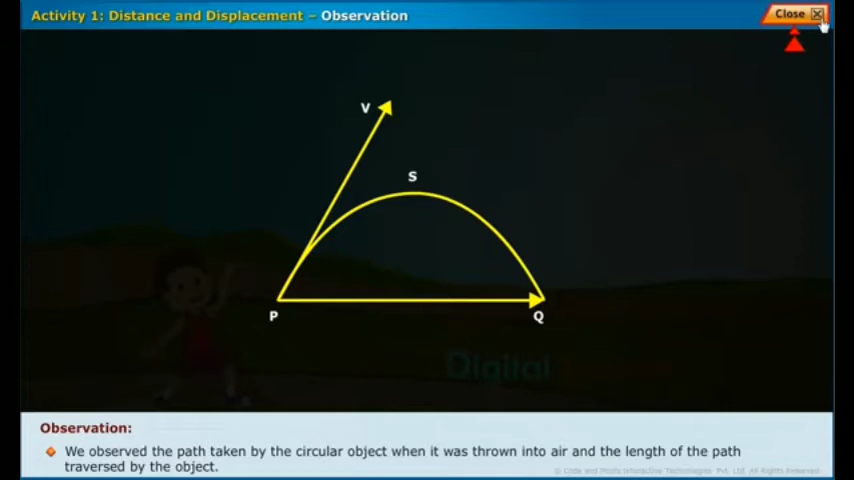 Activity 1: Distance and Displacement – Observation
Close
V
S
P
Q
Digital
Observation:
We observed the path taken by the circular object when it was thrown into air and the length of the path
traversed by the object.